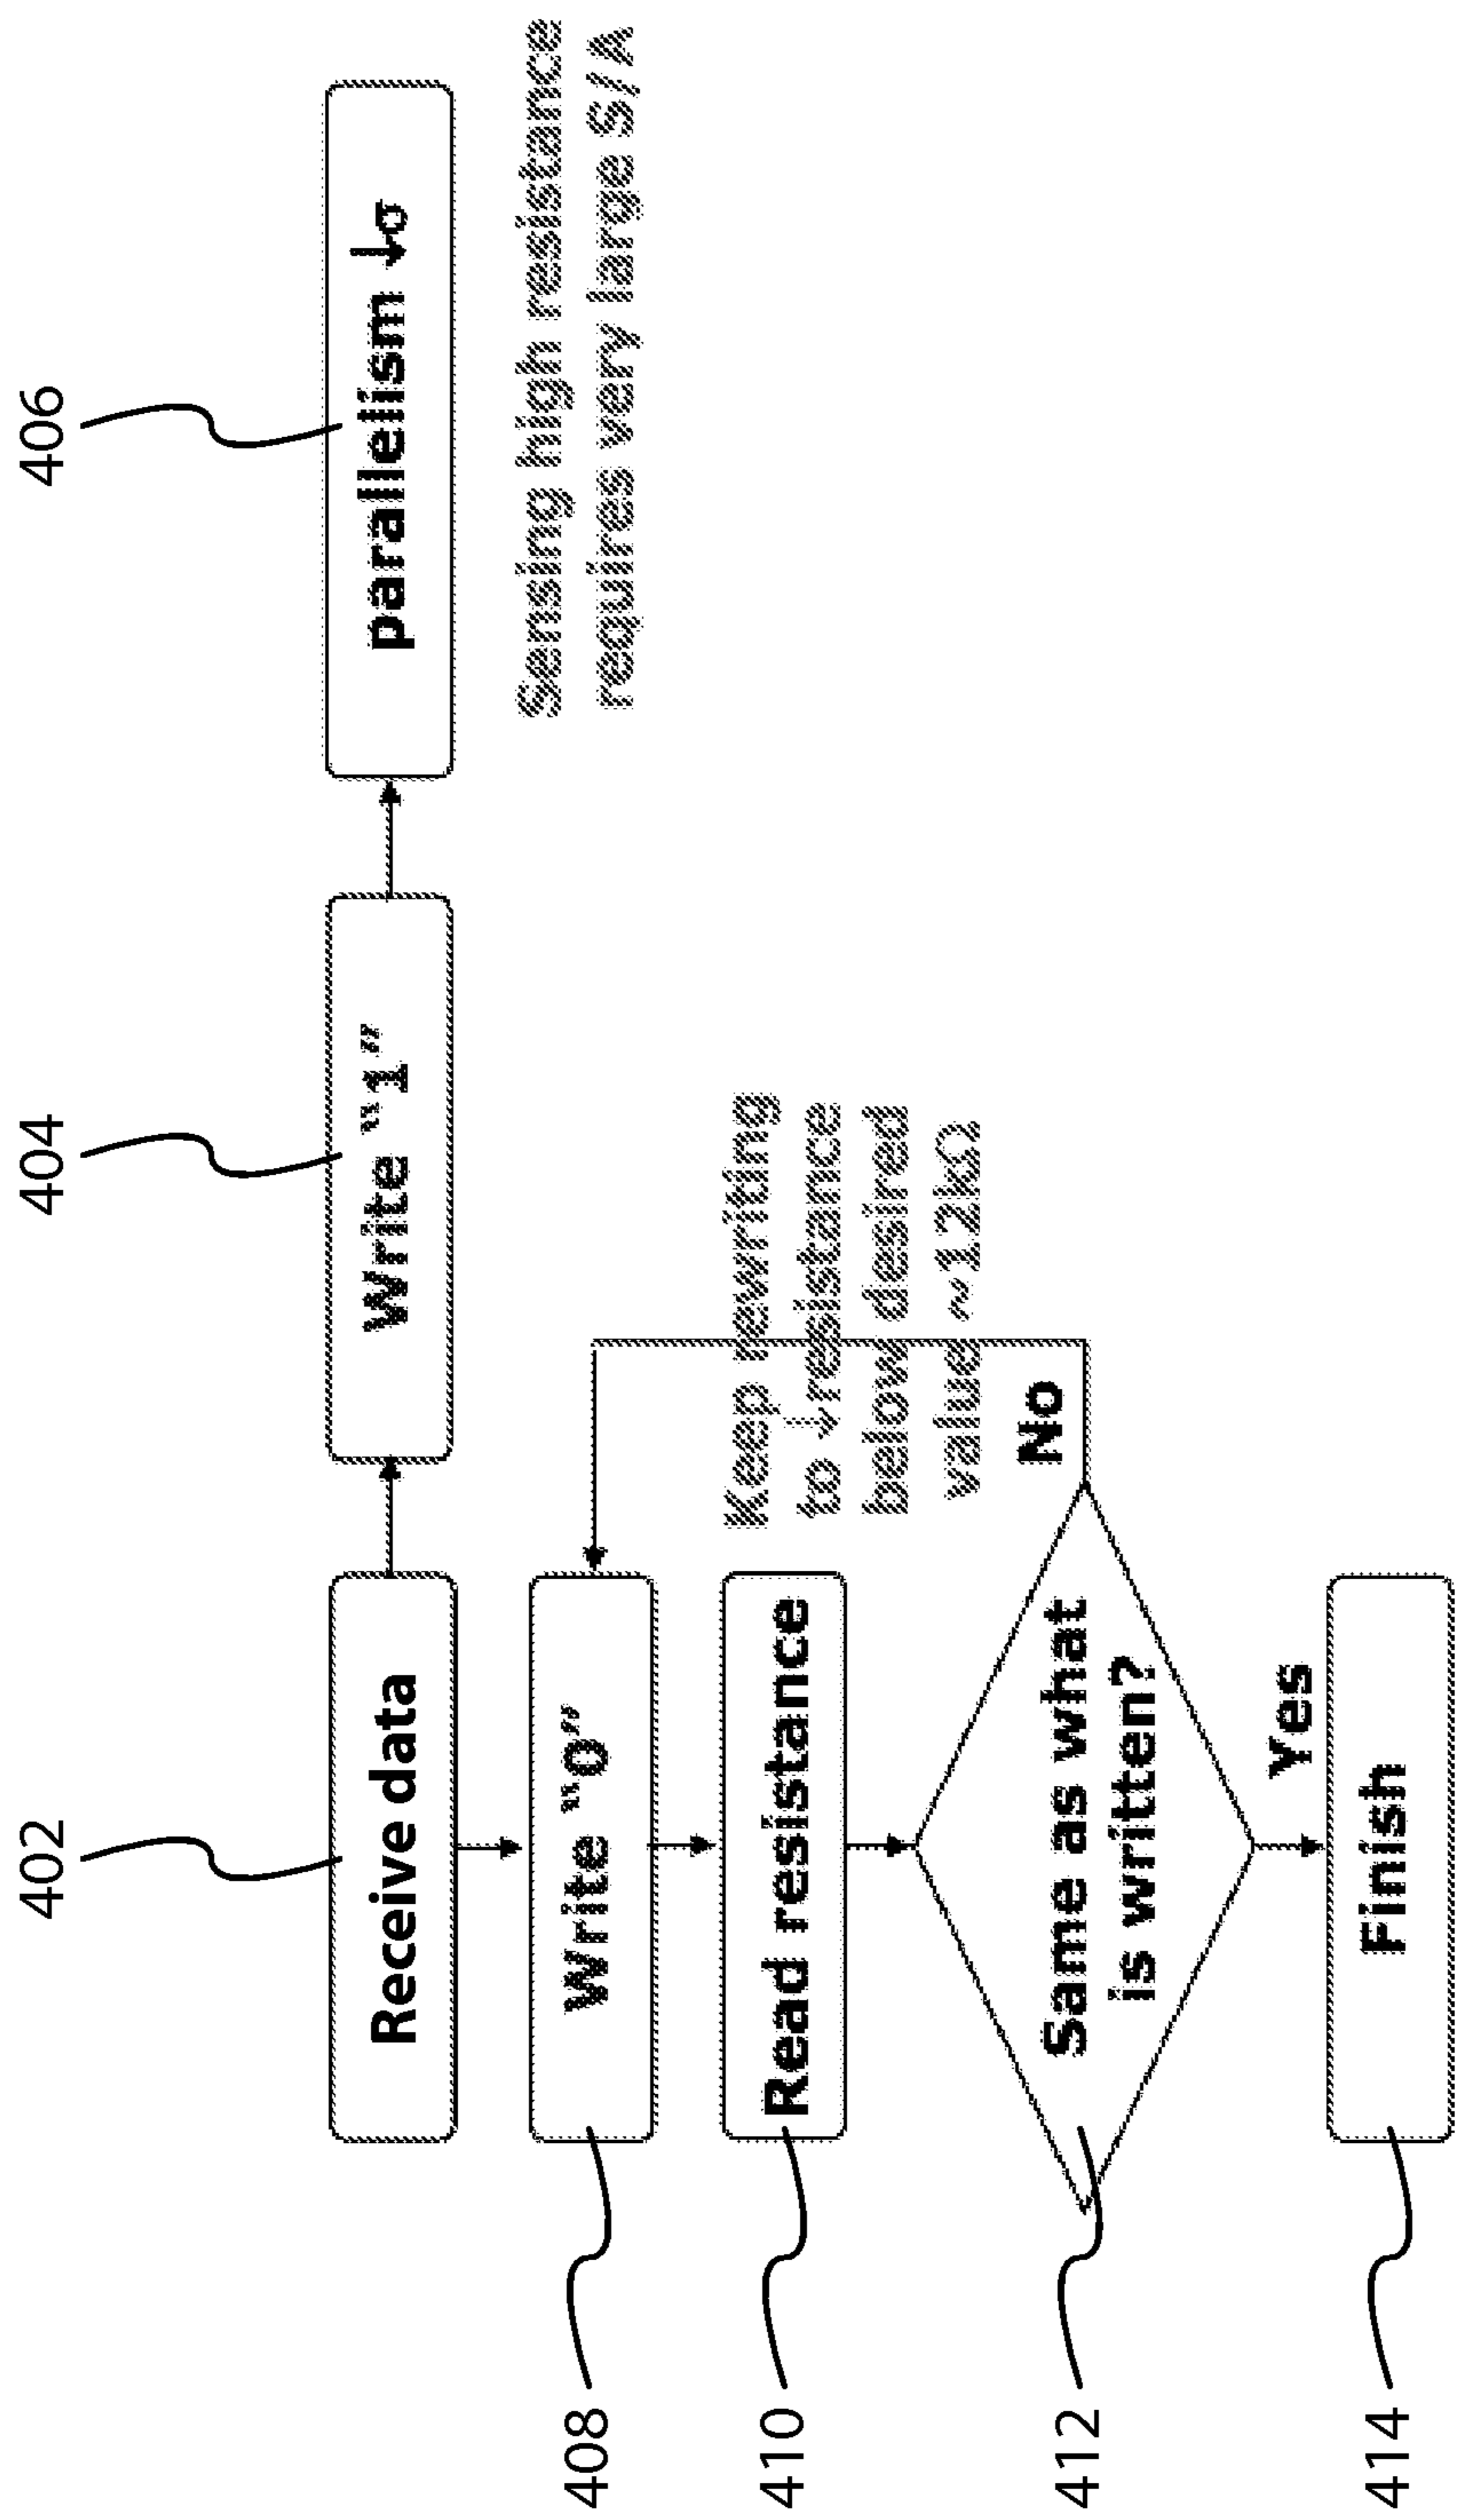 402
404
406
Receive data
Write “1”
parallelism ↓σ
Sensing high resistance
requires very large S/A
408
Write “0”
410
Read resistance
Keep rewriting
to ↓resistance
below desired
value ~12kΩ
412
Same as what
is written?
No
Yes
414
Finish